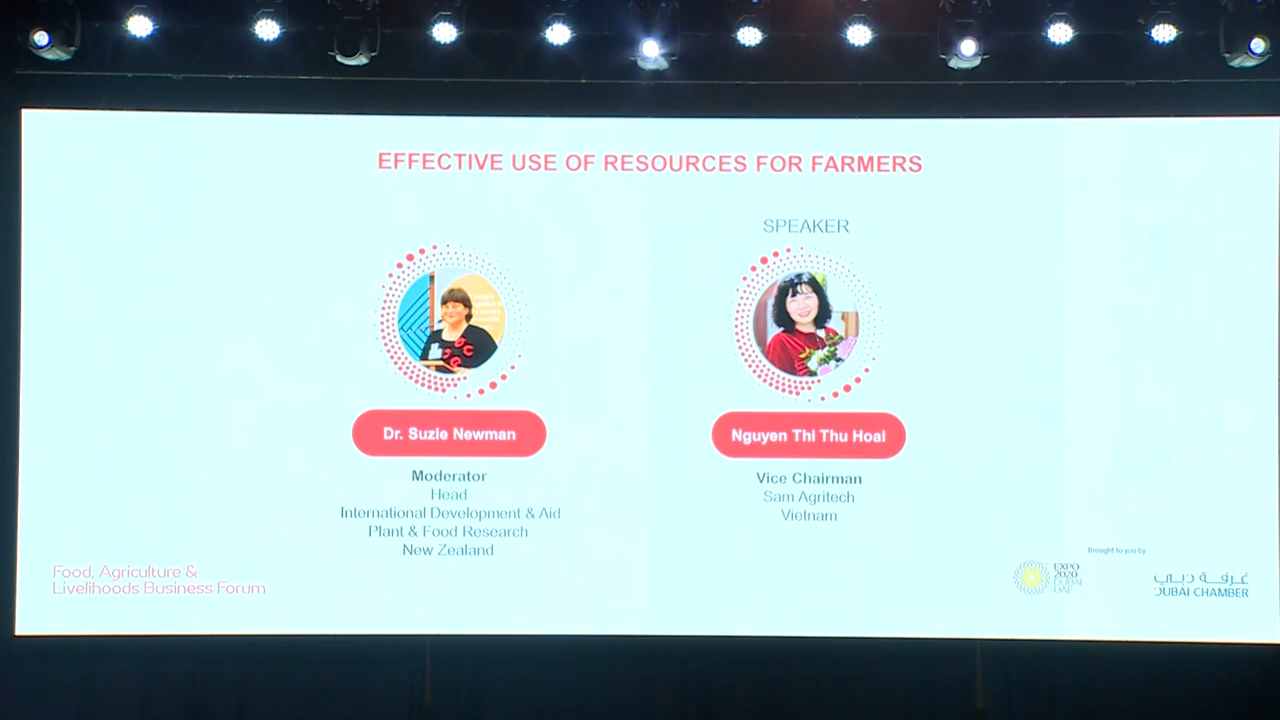 EFFECTIVE USE OF RESOURCES FOR FARMERS
SPEAKER
Dr. Suzie Newman
Moderator
Head
International Development & Aid
Plant & Food Research
New Zealand
Nguyen Thi Thu Hoai
Vice Chairman
Sam Agritech
Vietnam
Food, Agriculture &
Livelihoods Business Forum
Brought to you by
EXPO
2020
DUBAI
UAE
غرفة دبي
DUBAI CHAMBER